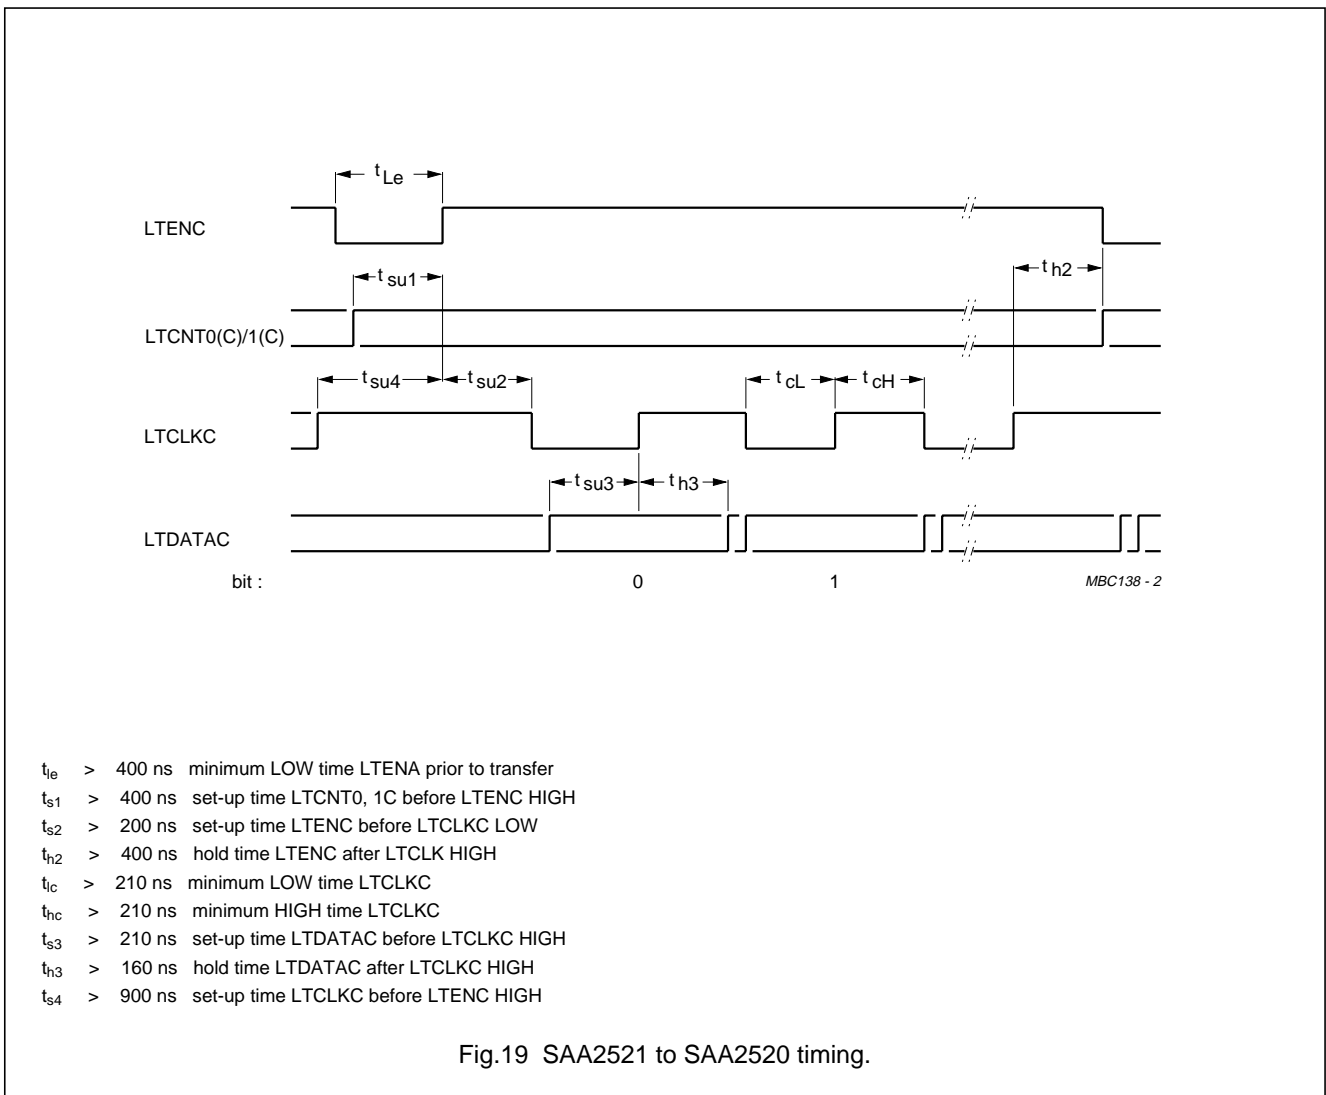 t Le
LTENC
t su1
t h2
LTCNT0(C)/1(C)
t su4
t su2
t cL
t cH
LTCLKC
t su3
t h3
LTDATAC
bit : 0 1 MBC138 - 2
tle > 400 ns minimum LOW time LTENA prior to transfer
ts1 > 400 ns set-up time LTCNT0, 1C before LTENC HIGH
ts2 > 200 ns set-up time LTENC before LTCLKC LOW
th2 > 400 ns hold time LTENC after LTCLK HIGH
tlc > 210 ns minimum LOW time LTCLKC
thc > 210 ns minimum HIGH time LTCLKC
ts3 > 210 ns set-up time LTDATAC before LTCLKC HIGH
th3 > 160 ns hold time LTDATAC after LTCLKC HIGH
ts4 > 900 ns set-up time LTCLKC before LTENC HIGH
Fig.19 SAA2521 to SAA2520 timing.